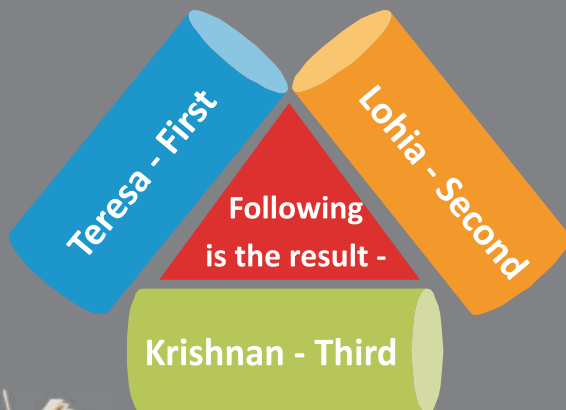 Teresa - First
Lohia - Second
Following
is the result -
Krishnan - Third